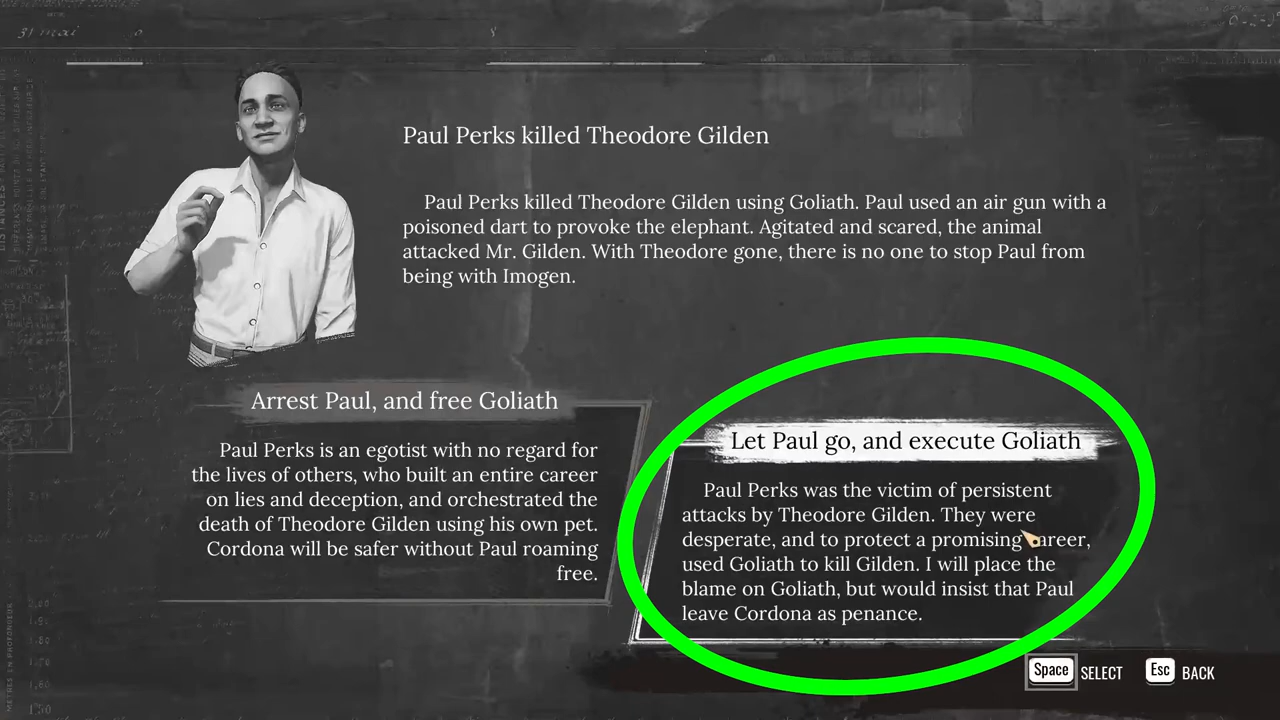 31 mai
Paul Perks killed Theodore Gilden
Paul Perks killed Theodore Gilden using Goliath. Paul used an air gun with a
poisoned dart to provoke the elephant. Agitated and scared, the animal
attacked Mr. Gilden. With Theodore gone, there is no one to stop Paul from
being with Imogen.
Arrest Paul, and free Goliath
Paul Perks is an egotist with no regard for
the lives of others, who built an entire career
on lies and deception, and orchestrated the
death of Theodore Gilden using his own pet.
Cordona will be safer without Paul roaming
free.
Let Paul go, and execute Goliath
Paul Perks was the victim of persistent
attacks by Theodore Gilden. They were
desperate, and to protect a promising career,
used Goliath to kill Gilden. I will place the
blame on Goliath, but would insist that Paul
leave Cordona as penance.
Space SELECT Esc BACK